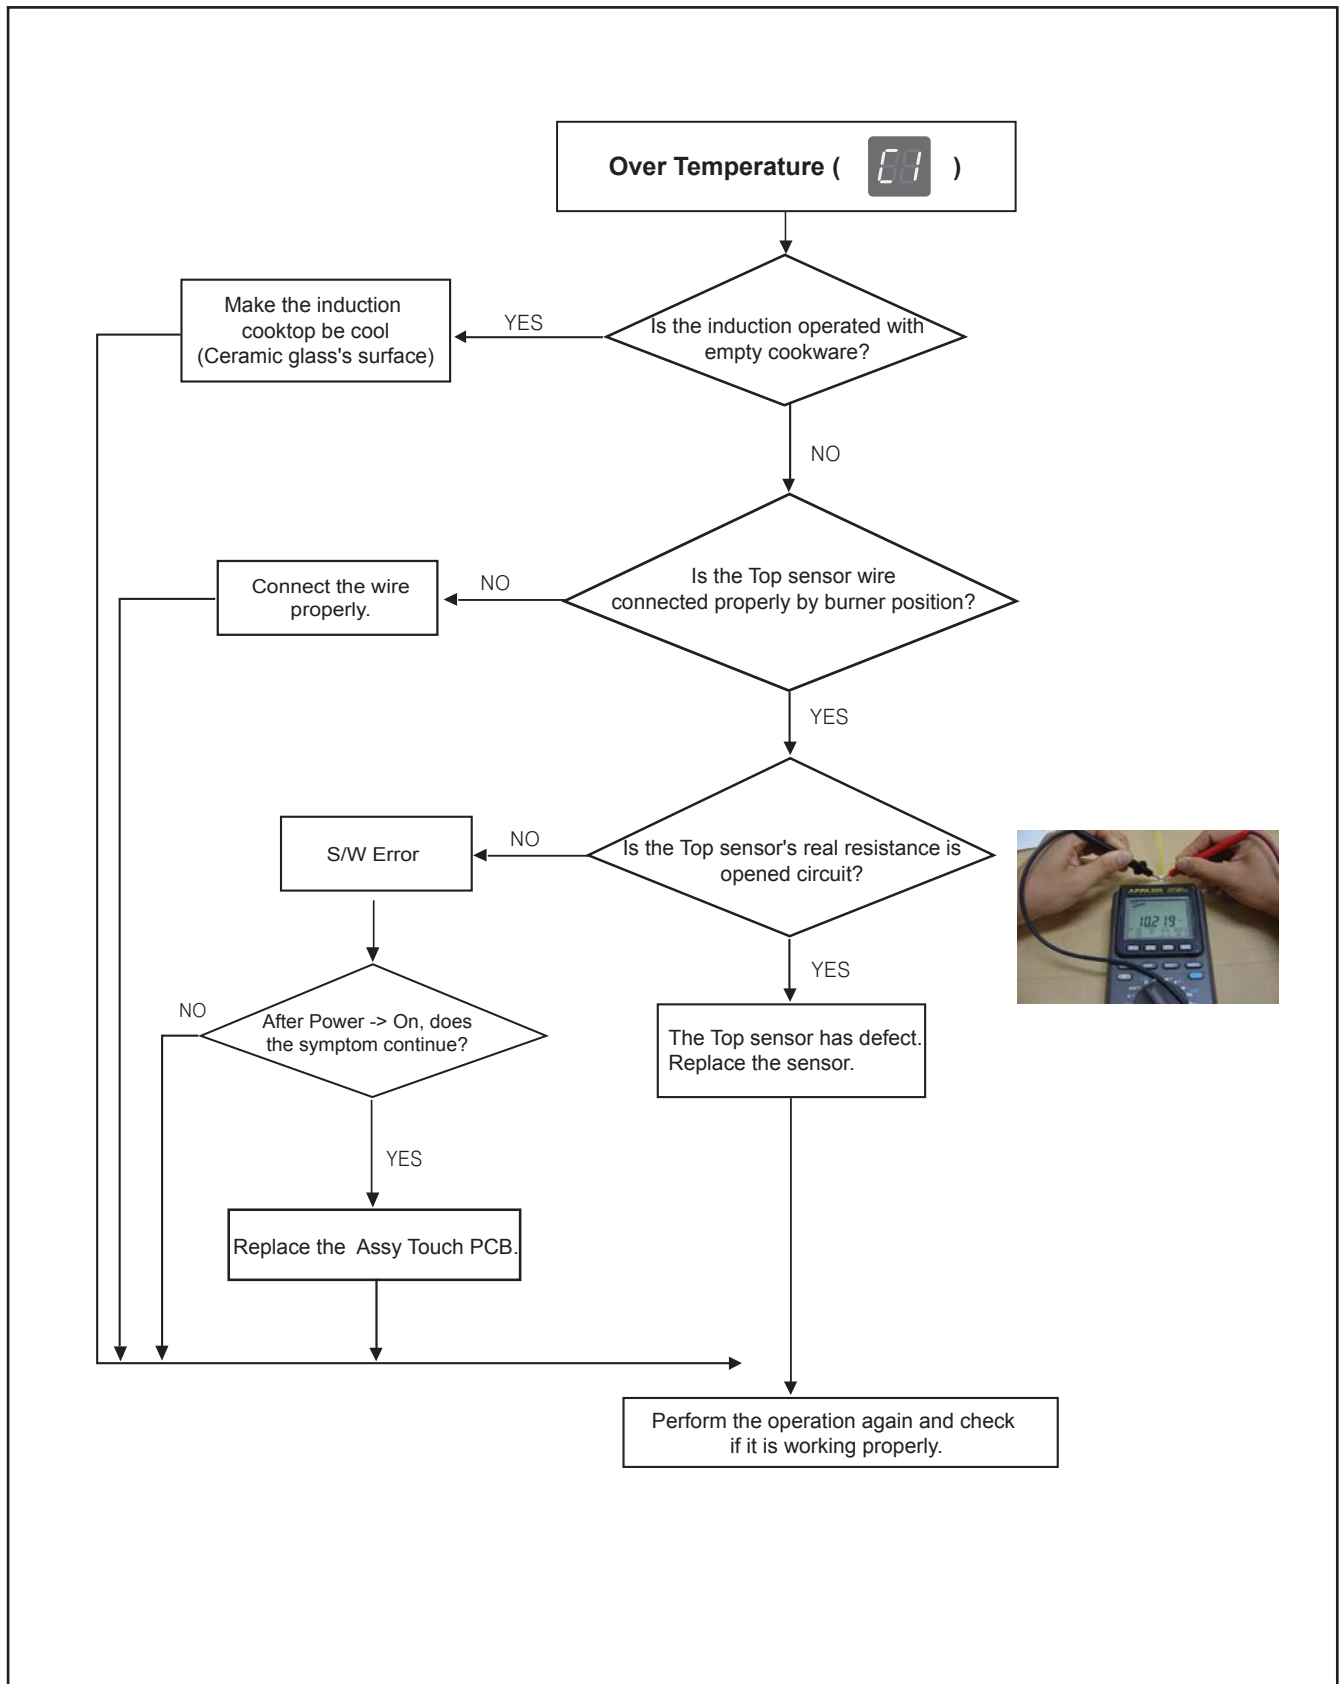 Over Temperature ( C1 )
Is the induction operated with
empty cookware?
YES
Make the induction
cooktop be cool
(Ceramic glass's surface)
NO
Is the Top sensor wire
connected properly by burner position?
NO
Connect the wire
properly.
YES
Is the Top sensor's real resistance is
opened circuit?
NO
S/W Error
10.219
YES
The Top sensor has defect.
Replace the sensor.
After Power -> On, does
the symptom continue?
NO
YES
Replace the Assy Touch PCB.
Perform the operation again and check
if it is working properly.